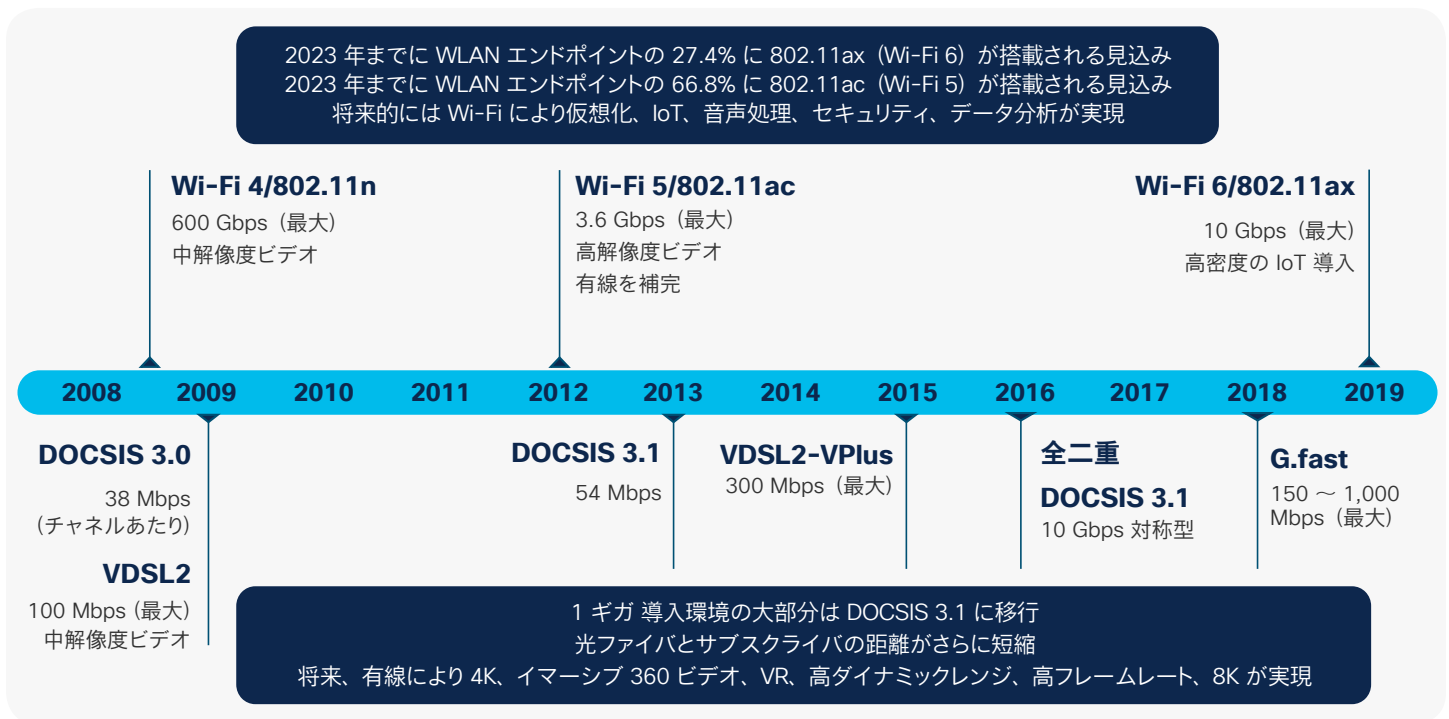 2023 年までに WLAN エンドポイントの 27.4% に 802.11ax（Wi-Fi 6）が搭載される見込み
2023 年までに WLAN エンドポイントの 66.8% に 802.11ac（Wi-Fi 5）が搭載される見込み
将来的には Wi-Fi により仮想化、IoT、音声処理、セキュリティ、データ分析が実現
Wi-Fi 4/802.11n
600 Gbps（最大）
中解像度ビデオ
Wi-Fi 5/802.11ac
3.6 Gbps（最大）
高解像度ビデオ
有線を補完
Wi-Fi 6/802.11ax
10 Gbps（最大）
高密度の IoT 導入
2008 2009 2010 2011 2012 2013 2014 2015 2016 2017 2018 2019
DOCSIS 3.0
38 Mbps
（チャネルあたり）
VDSL2
100 Mbps（最大）
中解像度ビデオ
DOCSIS 3.1
54 Mbps
VDSL2-VPlus
300 Mbps（最大）
全二重
DOCSIS 3.1
10 Gbps 対称型
G.fast
150 ～ 1,000
Mbps（最大）
1 ギガ 導入環境の大部分は DOCSIS 3.1 に移行
光ファイバとサブスクライバの距離がさらに短縮
将来、有線により 4K、イマーシブ 360 ビデオ、VR、高ダイナミックレンジ、高フレームレート、8K が実現